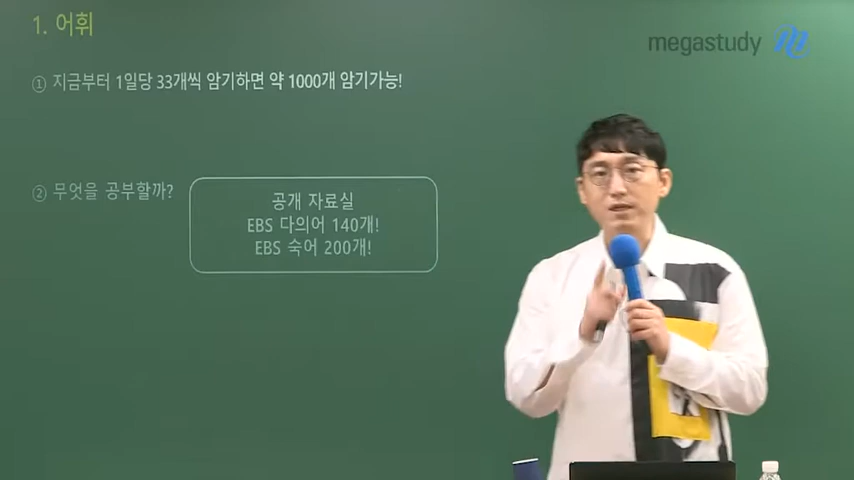 1. 어휘
megastudy
① 지금부터 1일당 33개씩 암기하면 약 1000개 암기가능!
② 무엇을 공부할까?
공개 자료실
EBS 다의어 140개!
EBS 숙어 200개!